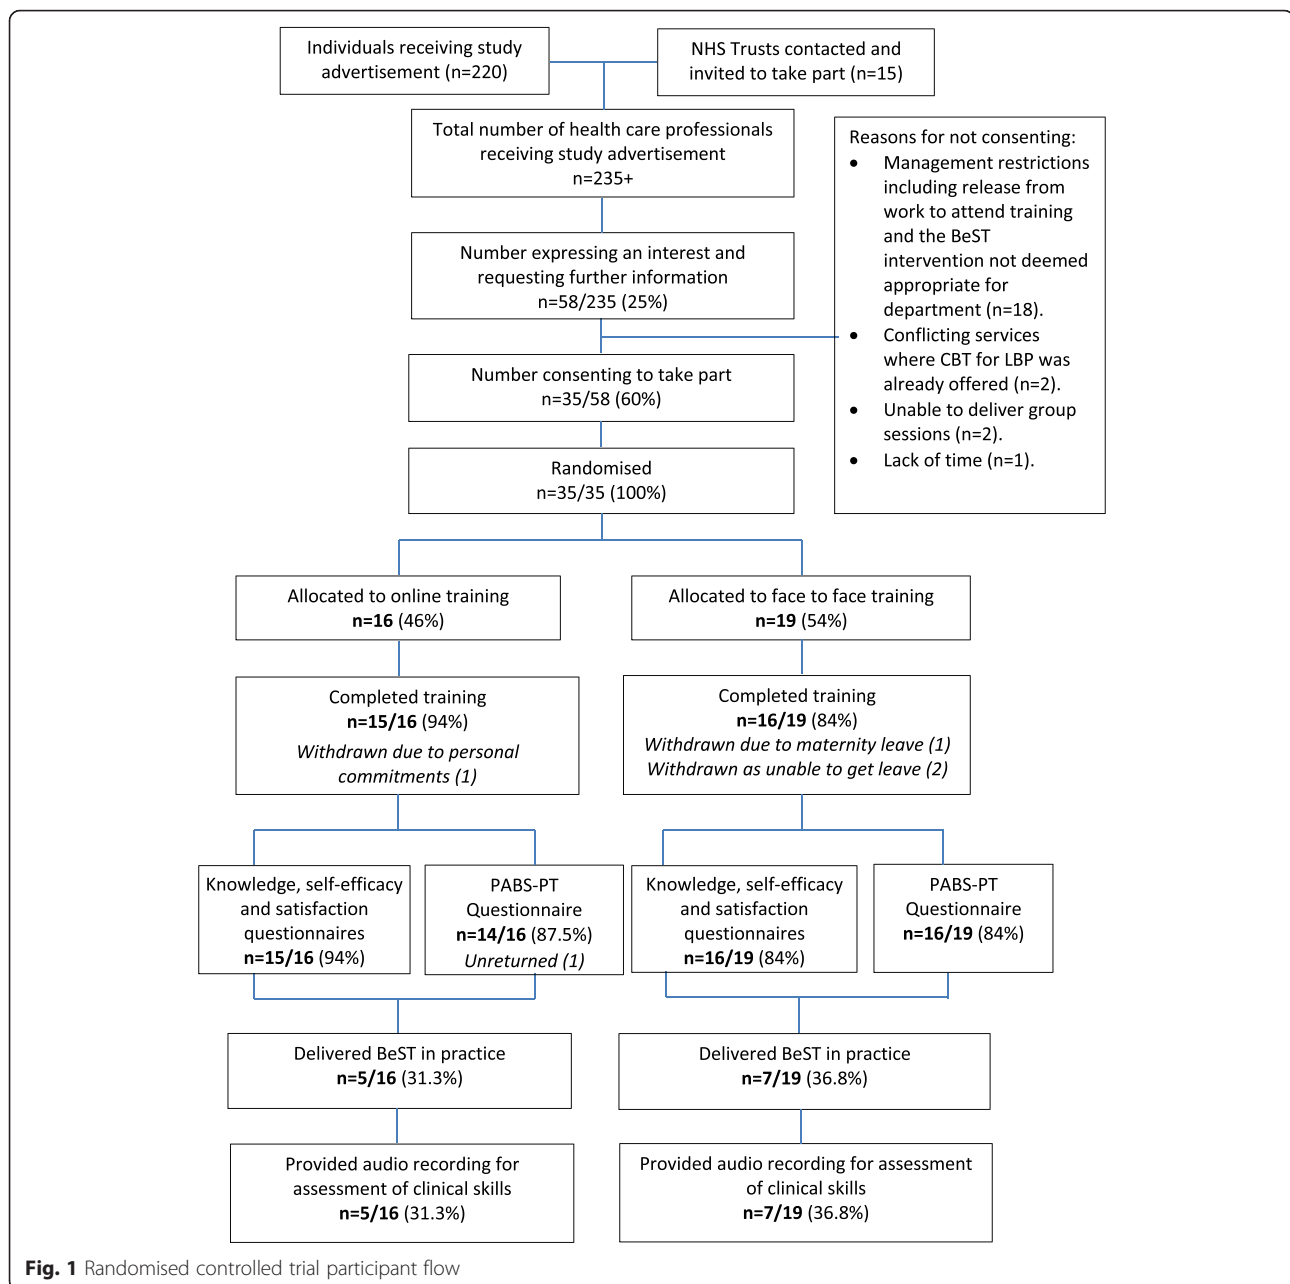 Individuals receiving study
advertisement (n=220)
NHS Trusts contacted and
invited to take part (n=15)
Total number of health care professionals
receiving study advertisement
n=235+
Reasons for not consenting:
• Management restrictions
including release from
work to attend training
and the BeST
intervention not deemed
appropriate for
department (n=18).
• Conflicting services
where CBT for LBP was
already offered (n=2).
• Unable to deliver group
sessions (n=2).
• Lack of time (n=1).
Number expressing an interest and
requesting further information
n=58/235 (25%)
Number consenting to take part
n=35/58 (60%)
Randomised
n=35/35 (100%)
Allocated to online training
n=16 (46%)
Allocated to face to face training
n=19 (54%)
Completed training
n=15/16 (94%)
Withdrawn due to personal
commitments (1)
Completed training
n=16/19 (84%)
Withdrawn due to maternity leave (1)
Withdrawn as unable to get leave (2)
Knowledge, self-efficacy
and satisfaction
questionnaires
n=15/16 (94%)
PABS-PT
Questionnaire
n=14/16 (87.5%)
Unreturned (1)
Knowledge, self-efficacy
and satisfaction
questionnaires
n=16/19 (84%)
PABS-PT
Questionnaire
n=16/19 (84%)
Delivered BeST in practice
n=5/16 (31.3%)
Delivered BeST in practice
n=7/19 (36.8%)
Provided audio recording for
assessment of clinical skills
n=5/16 (31.3%)
Provided audio recording for assessment
of clinical skills
n=7/19 (36.8%)
Fig. 1 Randomised controlled trial participant flow